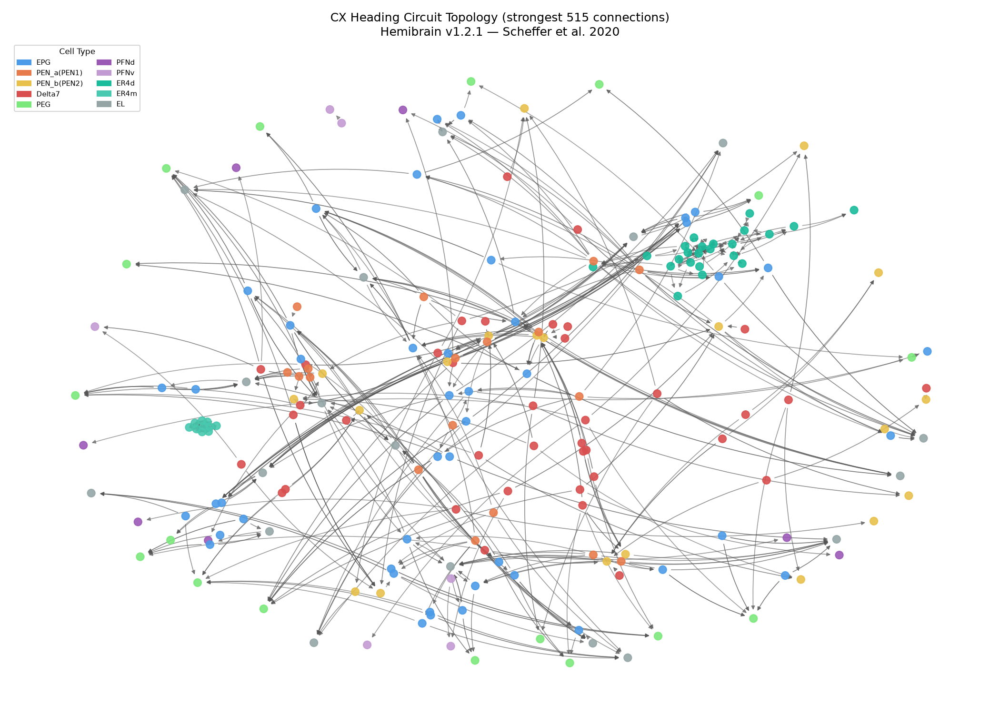 CX Heading Circuit Topology (strongest 515 connections)
Hemibrain v1.2.1 — Scheffer et al. 2020
Cell Type
EPG
PEN_a(PEN1)
PEN_b(PEN2)
Delta7
PEG
PFNd
PFNv
ER4d
ER4m
EL